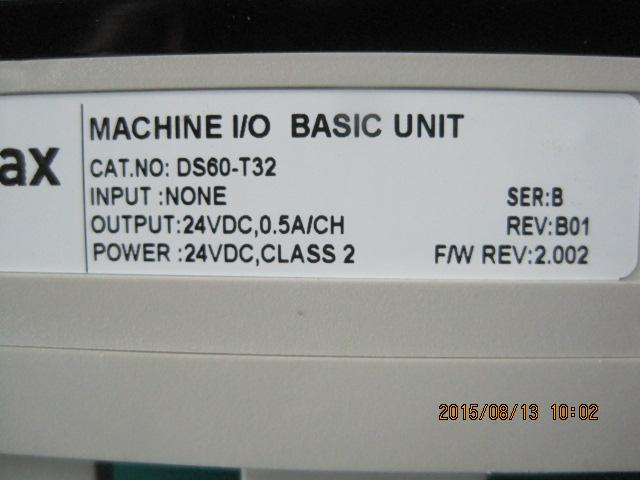 ax
MACHINE I/O BASIC UNIT
CAT.NO: DS60-T32
INPUT :NONE
SER:B
OUTPUT:24VDC,0.5A/CH
REV:B01
POWER :24VDC,CLASS 2
F/W REV:2.002
2015/08/13 10:02